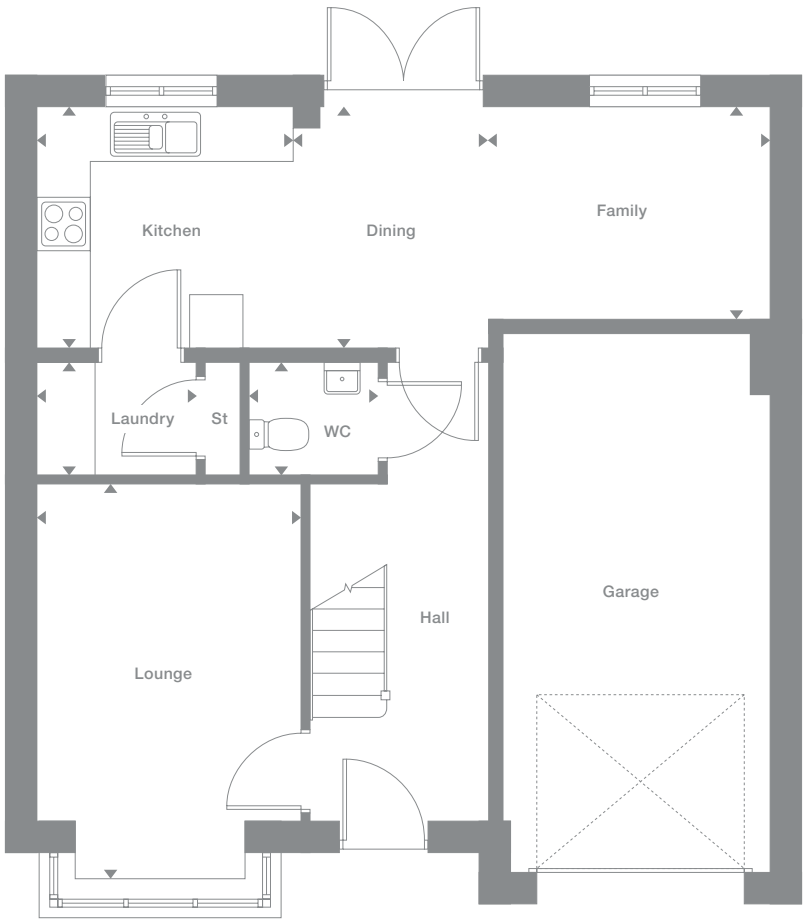 Family
Kitchen
Dining
Laundry
St
WC
Garage
Hall
Lounge